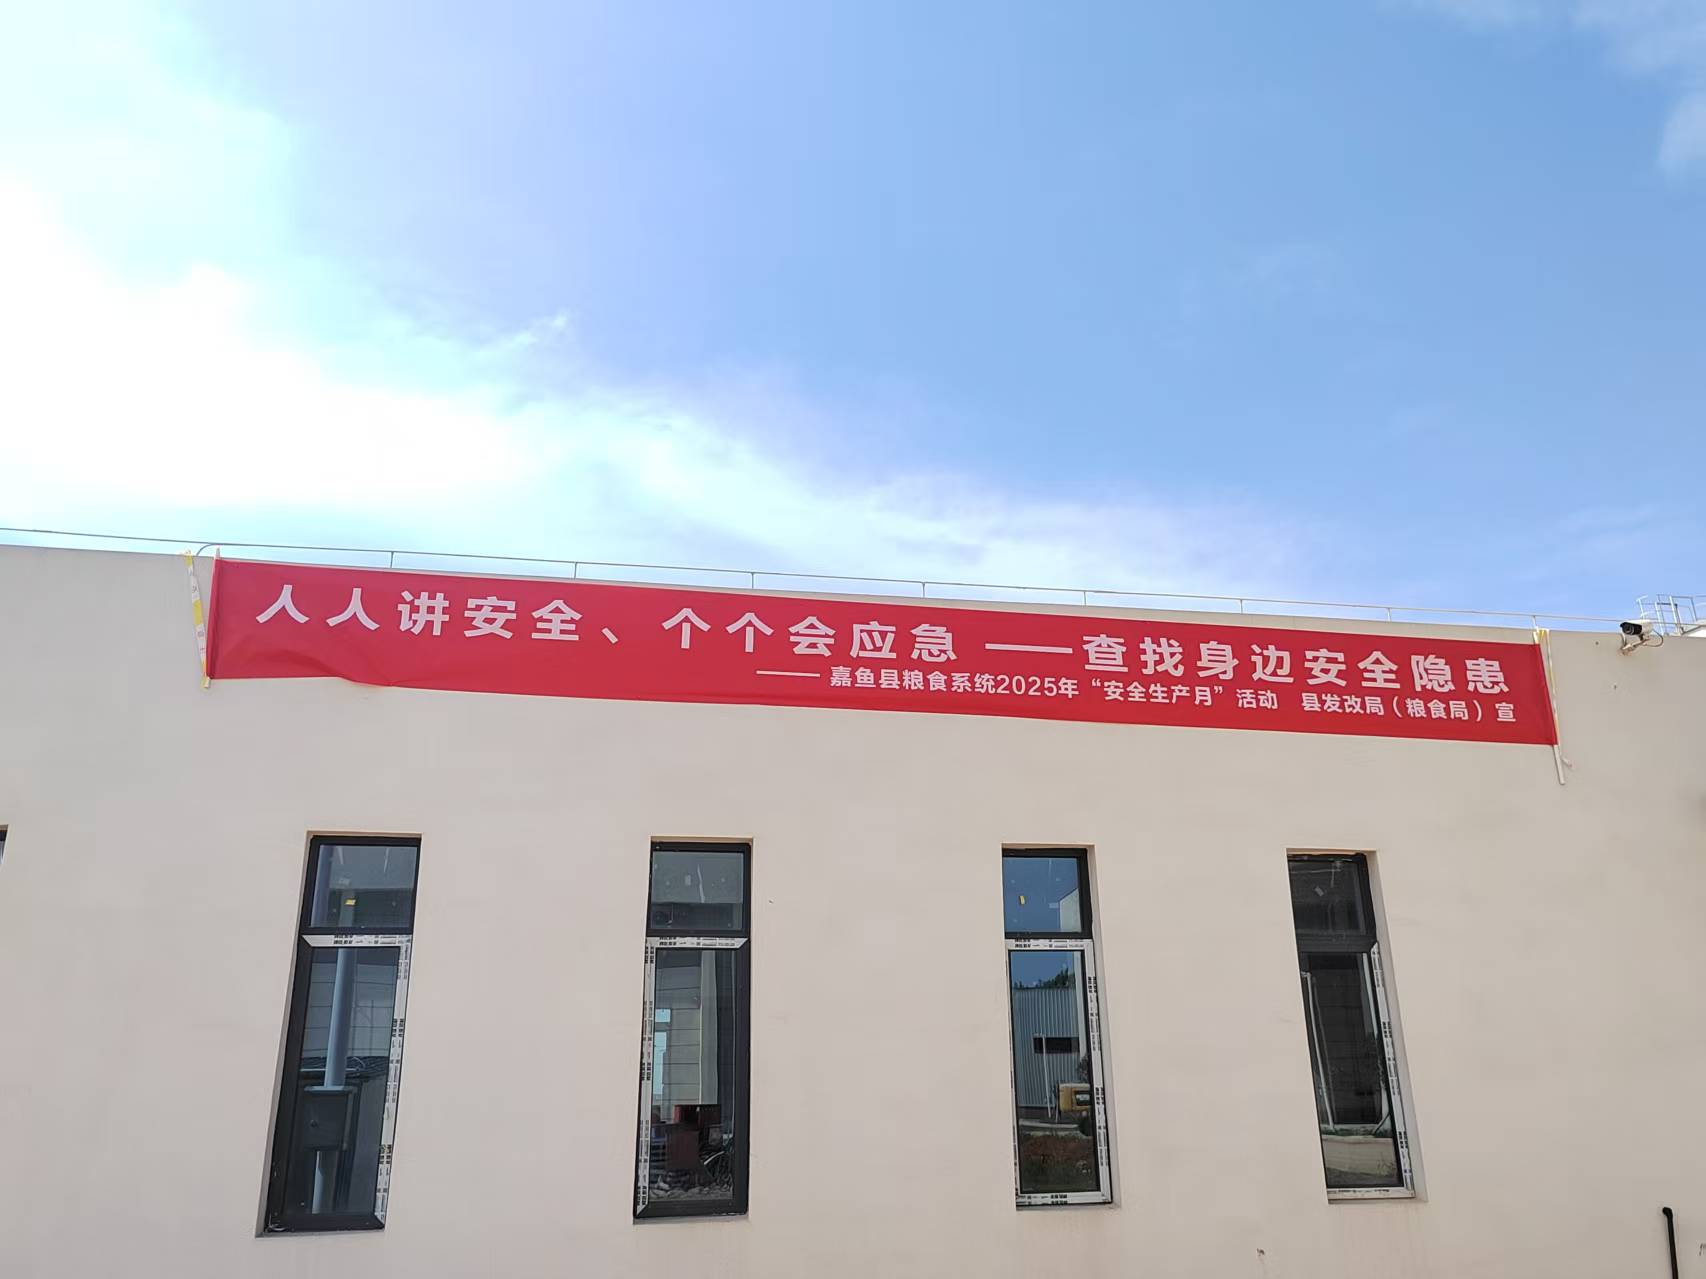 人人讲安全、个个会应急 ——查找身边安全隐患
—— 嘉鱼县粮食系统2025年“安全生产月”活动 县发改局（粮食局）宣